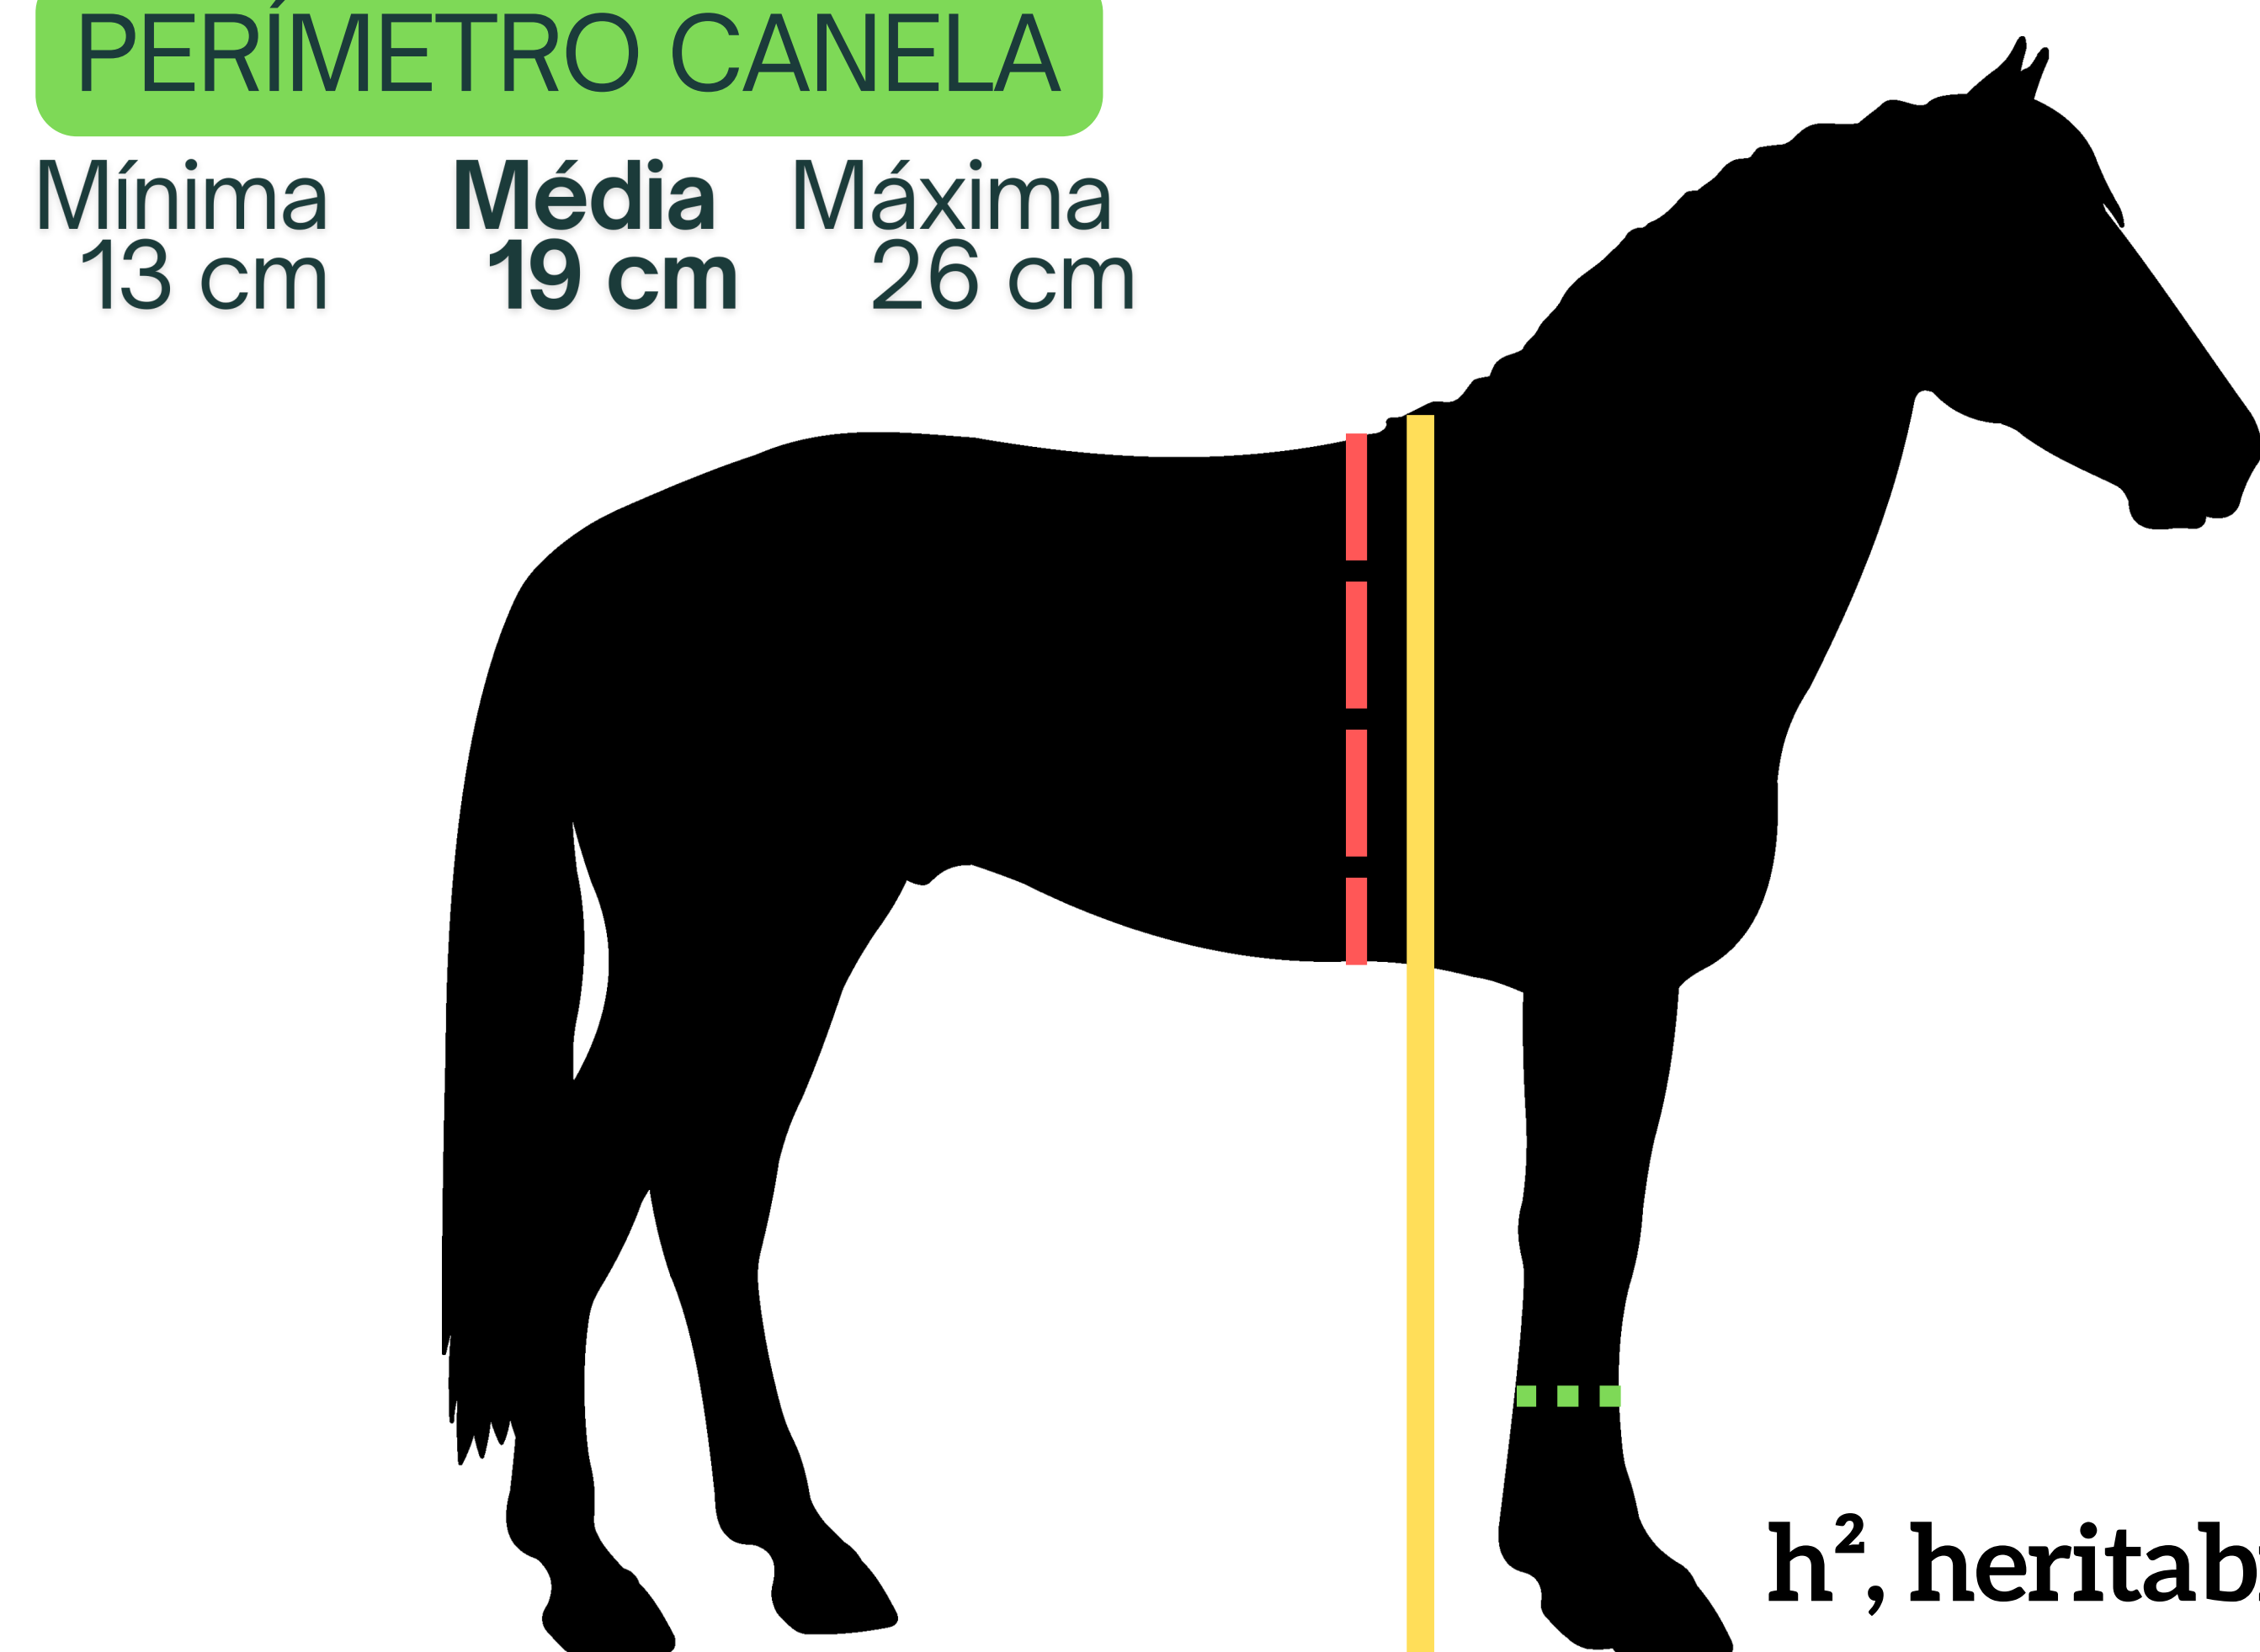 PERÍMETRO CANELA
Mínima Média Máxima
13 cm 19 cm 26 cm
h², heritab